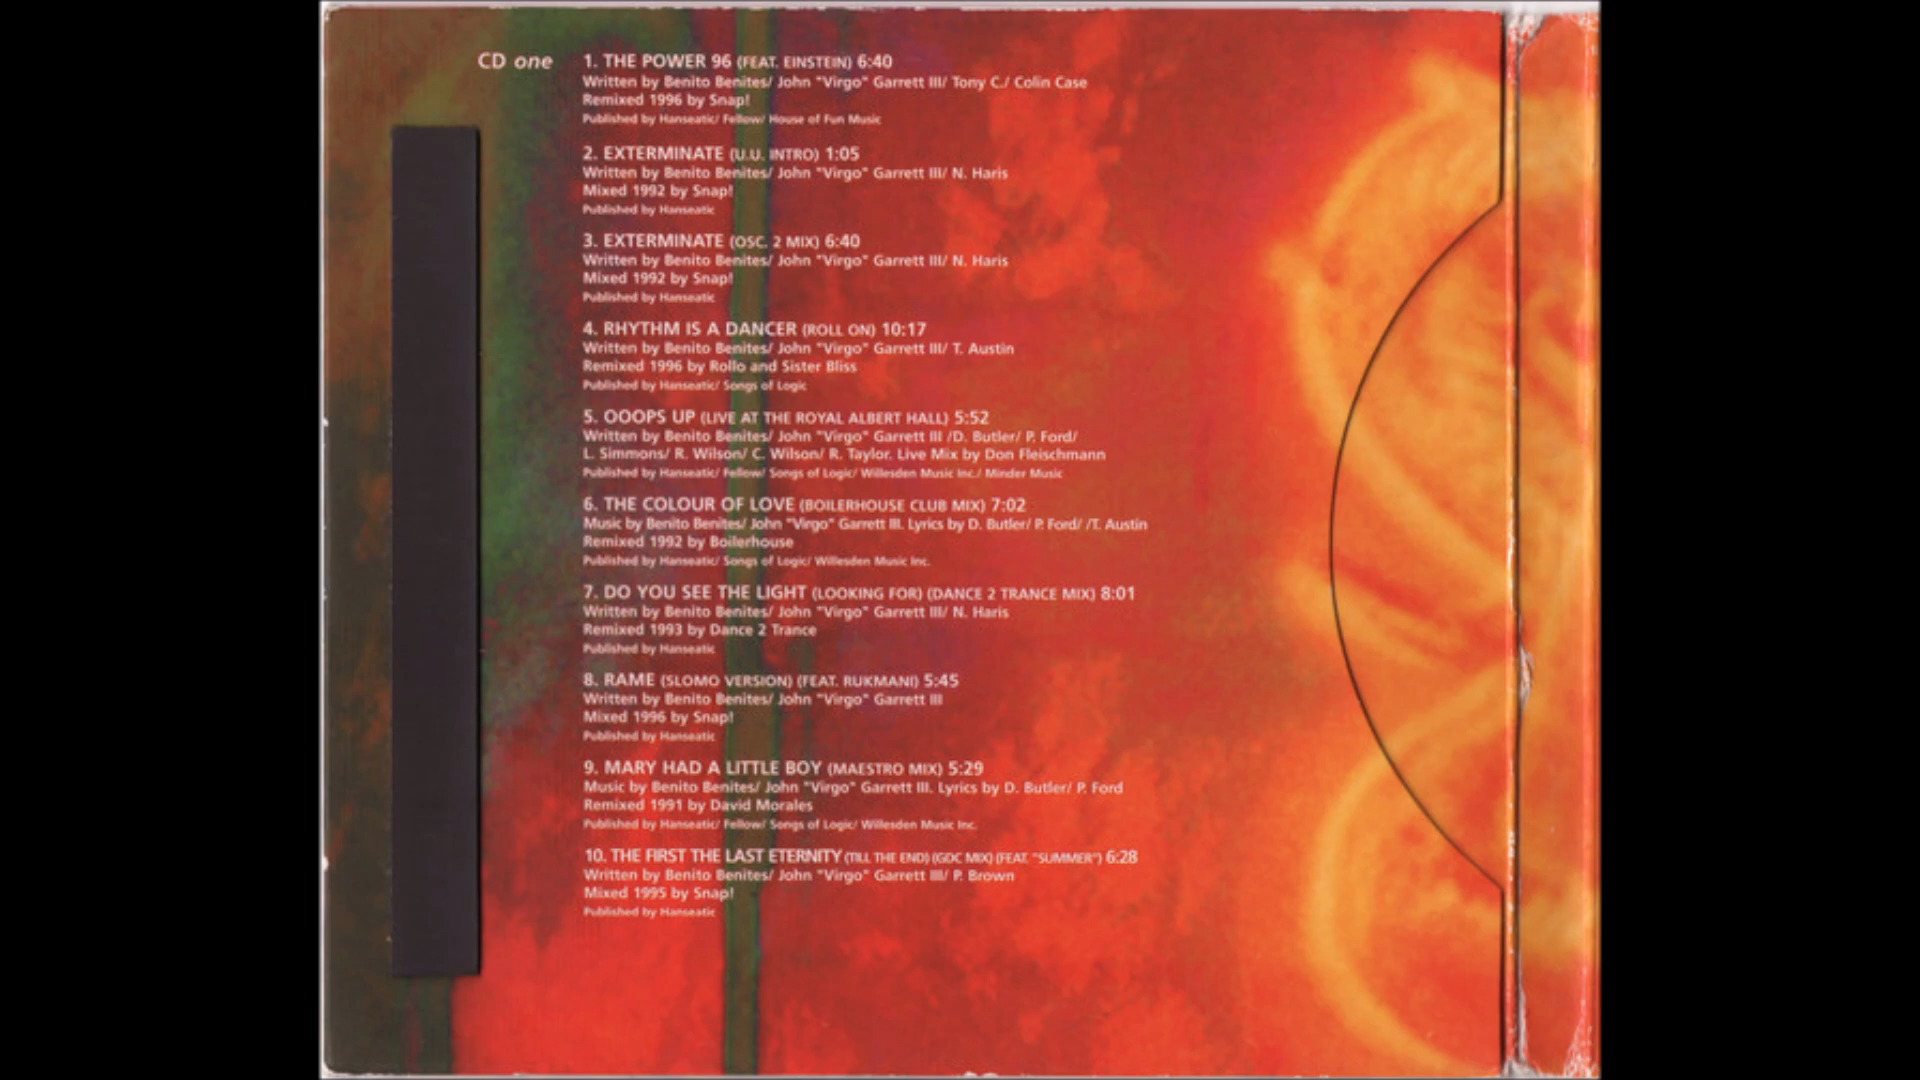 CD one
1. THE POWER 96 (FEAT. EINSTEIN) 6:40
Written by Benito Benites/ John "Virgo" Garrett III/ Tony C./ Colin Case
Remixed 1996 by Snap!
Published by Hanseatic/ Fellow/ House of Fun Music
2. EXTERMINATE (U.U. INTRO) 1:05
Written by Benito Benites/ John "Virgo" Garrett III/ N. Haris
Mixed 1992 by Snap!
Published by Hanseatic
3. EXTERMINATE (OSC. 2 MIX) 6:40
Written by Benito Benites/ John "Virgo" Garrett III/ N. Haris
Mixed 1992 by Snap!
Published by Hanseatic
4. RHYTHM IS A DANCER (ROLL ON) 10:17
Written by Benito Benites/ John "Virgo" Garrett III/ T. Austin
Remixed 1996 by Rollo and Sister Bliss
Published by Hanseatic/ Songs of Logic
5. OOOPS UP (LIVE AT THE ROYAL ALBERT HALL) 5:52
Written by Benito Benites/ John "Virgo" Garrett III /D. Butler/ P. Ford/
L. Simmons/ R. Wilson/ C. Wilson/ R. Taylor. Live Mix by Don Fleischmann
Published by Hanseatic/ Fellow/ Songs of Logic/ Willesden Music Inc./ Minder Music
6. THE COLOUR OF LOVE (BOILERHOUSE CLUB MIX) 7:02
Music by Benito Benites/ John "Virgo" Garrett III. Lyrics by D. Butler/ P. Ford/ /T. Austin
Remixed 1992 by Boilerhouse
Published by Hanseatic/ Songs of Logic/ Willesden Music Inc.
7. DO YOU SEE THE LIGHT (LOOKING FOR) (DANCE 2 TRANCE MIX) 8:01
Written by Benito Benites/ John "Virgo" Garrett III/ N. Haris
Remixed 1993 by Dance 2 Trance
Published by Hanseatic
8. RAME (SLOMO VERSION) (FEAT. RUKMANI) 5:45
Written by Benito Benites/ John "Virgo" Garrett III
Mixed 1996 by Snap!
Published by Hanseatic
9. MARY HAD A LITTLE BOY (MAESTRO MIX) 5:29
Music by Benito Benites/ John "Virgo" Garrett III. Lyrics by D. Butler/ P. Ford
Remixed 1991 by David Morales
Published by Hanseatic/ Fellow/ Songs of Logic/ Willesden Music Inc.
10. THE FIRST THE LAST ETERNITY (TILL THE END) (GDC MIX) (FEAT. "SUMMER") 6:28
Written by Benito Benites/ John "Virgo" Garrett III/ P. Brown
Mixed 1995 by Snap!
Published by Hanseatic